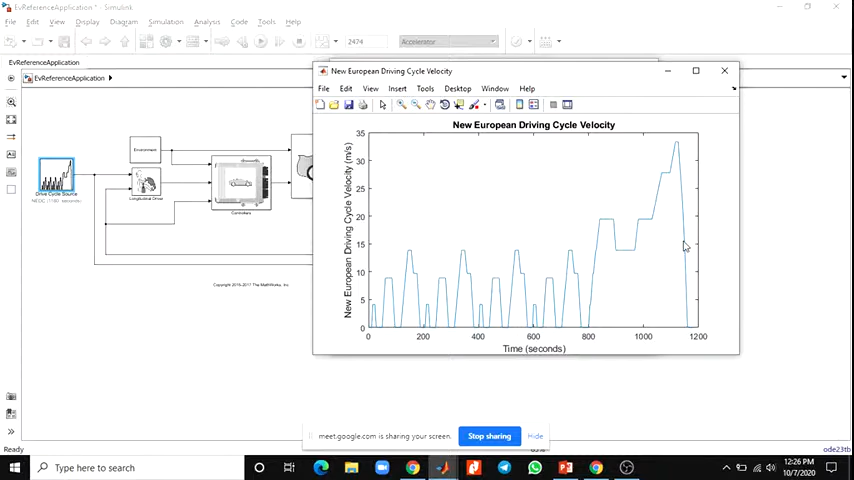 EvReferenceApplication * - Simulink
File Edit View Display Diagram Simulation Analysis Code Tools Help
2474 Accelerator
EvReferenceApplication
EvReferenceApplication
New European Driving Cycle Velocity
File Edit View Insert Tools Desktop Window Help
New European Driving Cycle Velocity
New European Driving Cycle Velocity (m/s)
35
30
25
20
15
10
5
0
0 200 400 600 800 1000 1200
Time (seconds)
Environment
Drive Cycle Source
NEDC (1180 seconds)
Longitudinal Driver
Controllers
Copyright 2015-2017 The MathWorks, Inc.
meet.google.com is sharing your screen. Stop sharing Hide
Ready
ode23tb
Type here to search
12:26 PM
10/7/2020